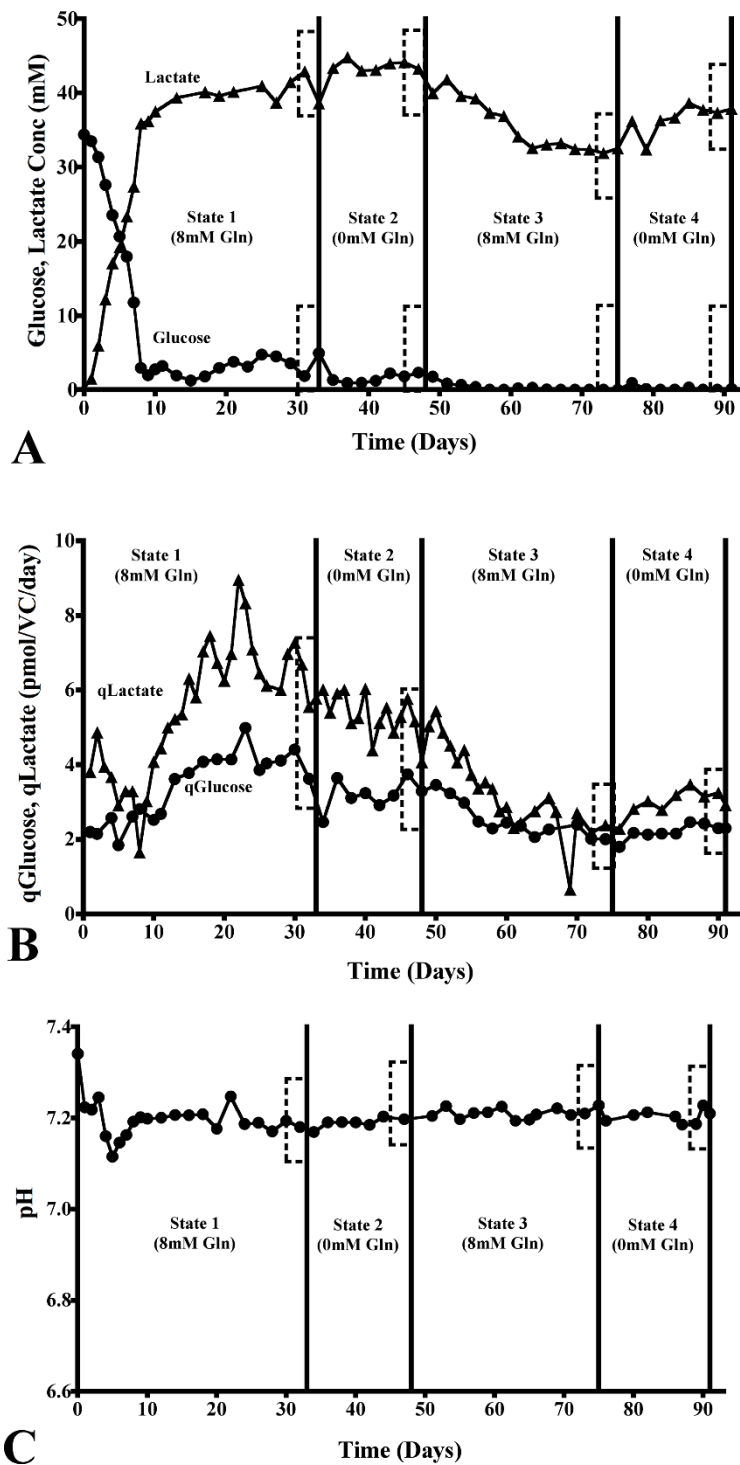 Glucose, Lactate Conc (mM)
50
40
30
20
10
0
Lactate
State 1
(8mM Gln)
State 2
(0mM Gln)
State 3
(8mM Gln)
State 4
(0mM Gln)
Glucose
0 10 20 30 40 50 60 70 80 90
Time (Days)
A
qGlucose, qLactate (pmol/VC/day)
10
8
6
4
2
0
State 1
(8mM Gln)
State 2
(0mM Gln)
State 3
(8mM Gln)
State 4
(0mM Gln)
qLactate
qGlucose
0 10 20 30 40 50 60 70 80 90
Time (Days)
B
pH
7.4
7.2
7.0
6.8
6.6
State 1
(8mM Gln)
State 2
(0mM Gln)
State 3
(8mM Gln)
State 4
(0mM Gln)
0 10 20 30 40 50 60 70 80 90
Time (Days)
C